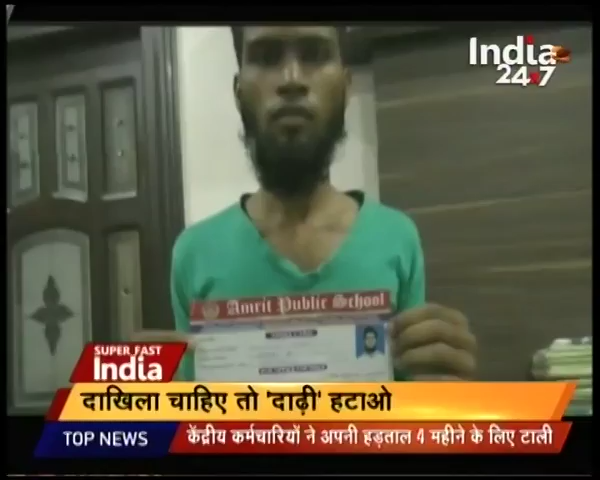 India
24x7
Amrit Public School
SUPER FAST
India
दाखिला चाहिए तो 'दाढ़ी' हटाओ
TOP NEWS
केंद्रीय कर्मचारियों ने अपनी हड़ताल 4 महीने के लिए टाली